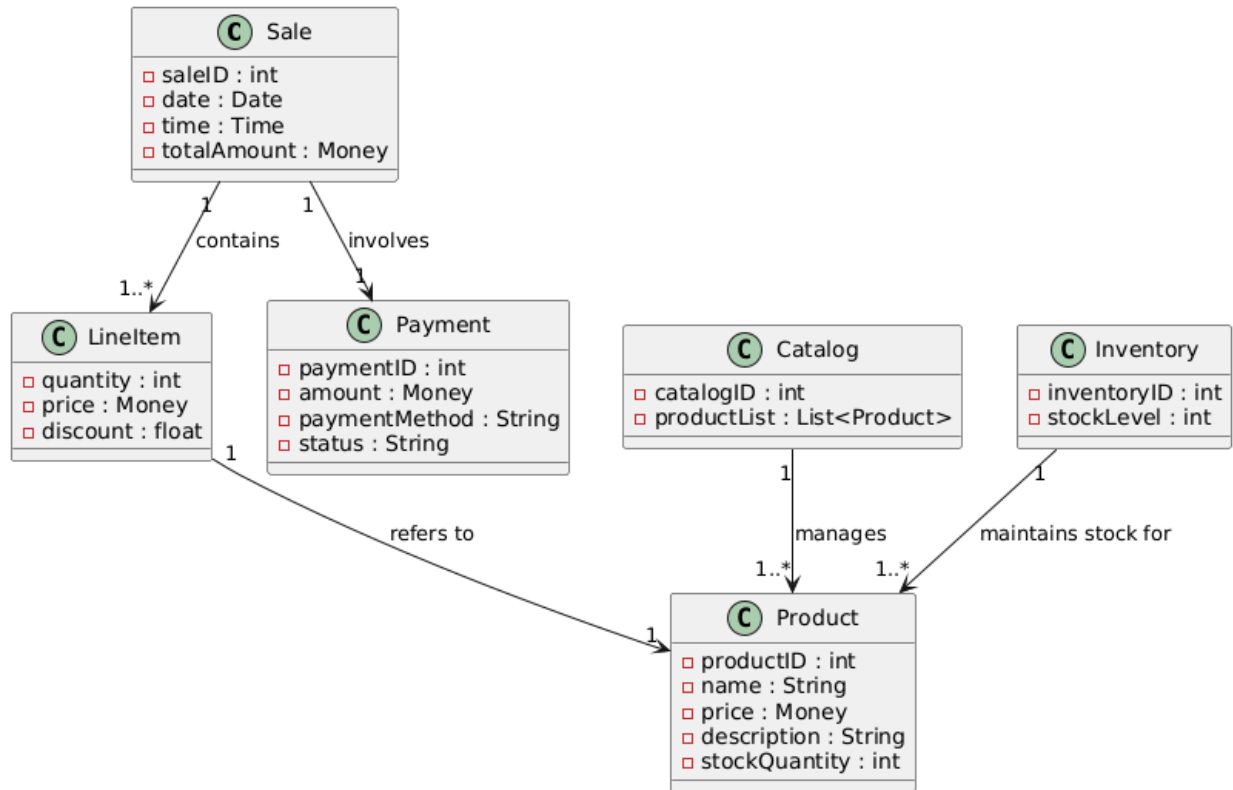 C Sale
saleID : int
date : Date
time : Time
totalAmount : Money
1
1
contains
involves
1..*
1
C LineItem
quantity : int
price : Money
discount : float
C Payment
paymentID : int
amount : Money
paymentMethod : String
status : String
C Catalog
catalogID : int
productList : List<Product>
C Inventory
inventoryID : int
stockLevel : int
1
1
1
refers to
manages
maintains stock for
1
1..*
1..*
C Product
productID : int
name : String
price : Money
description : String
stockQuantity : int